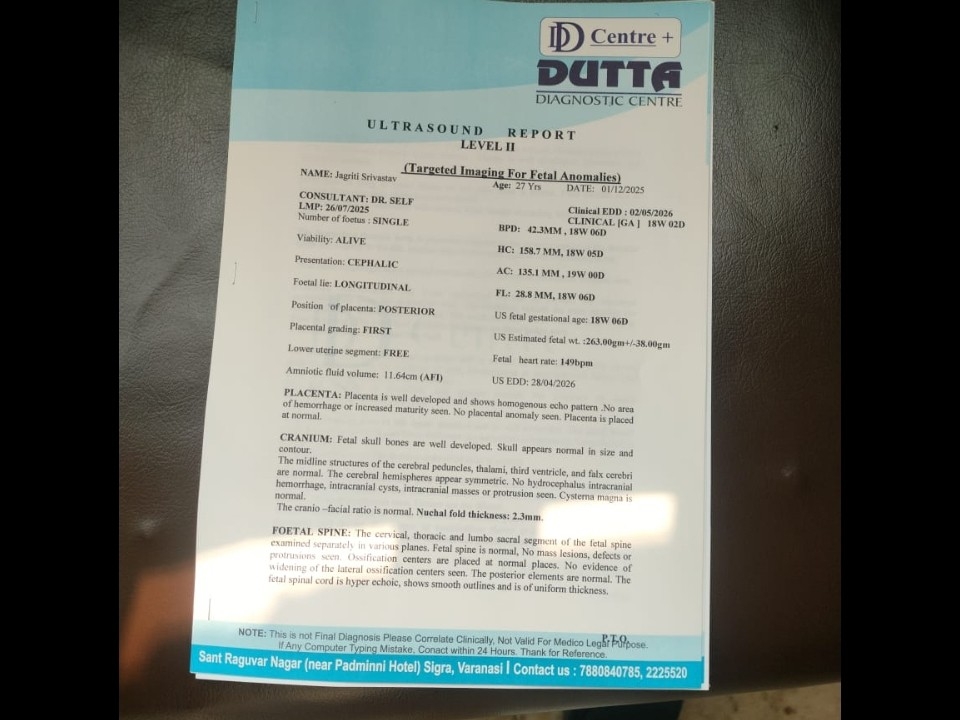 DD Centre +
DUTTA
DIAGNOSTIC CENTRE
ULTRASOUND REPORT
LEVEL II
(Targeted Imaging For Fetal Anomalies)
NAME: Jagriti Srivastav Age: 27 Yrs DATE: 01/12/2025
CONSULTANT: DR. SELF
LMP: 26/07/2025 Clinical EDD : 02/05/2026
Number of foetus : SINGLE CLINICAL [GA ] 18W 02D
BPD: 42.3MM , 18W 06D
Viability: ALIVE HC: 158.7 MM, 18W 05D
Presentation: CEPHALIC AC: 135.1 MM , 19W 00D
Foetal lie: LONGITUDINAL FL: 28.8 MM, 18W 06D
Position of placenta: POSTERIOR US fetal gestational age: 18W 06D
Placental grading: FIRST US Estimated fetal wt. :263.00gm+/-38.00gm
Lower uterine segment: FREE Fetal heart rate: 149bpm
Amniotic fluid volume: 11.64cm (AFI) US EDD: 28/04/2026
PLACENTA: Placenta is well developed and shows homogenous echo pattern .No area
of hemorrhage or increased maturity seen. No placental anomaly seen. Placenta is placed
at normal.
CRANIUM: Fetal skull bones are well developed. Skull appears normal in size and
contour.
The midline structures of the cerebral peduncles, thalami, third ventricle, and falx cerebri
are normal. The cerebral hemispheres appear symmetric. No hydrocephalus intracranial
hemorrhage, intracranial cysts, intracranial masses or protrusion seen. Cysterna magna is
normal.
The cranio –facial ratio is normal. Nuchal fold thickness: 2.3mm.
FOETAL SPINE: The cervical, thoracic and lumbo sacral segment of the fetal spine
examined separately in various planes. Fetal spine is normal, No mass lesions, defects or
protrusions seen. Ossification centers are placed at normal places. No evidence of
widening of the lateral ossification centers seen. The posterior elements are normal. The
fetal spinal cord is hyper echoic, shows smooth outlines and is of uniform thickness.
P.T.O.
NOTE: This is not Final Diagnosis Please Correlate Clinically, Not Valid For Medico Legal Purpose.
If Any Computer Typing Mistake, Conact within 24 Hours. Thank for Reference.
Sant Raguvar Nagar (near Padminni Hotel) Sigra, Varanasi | Contact us : 7880840785, 2225520